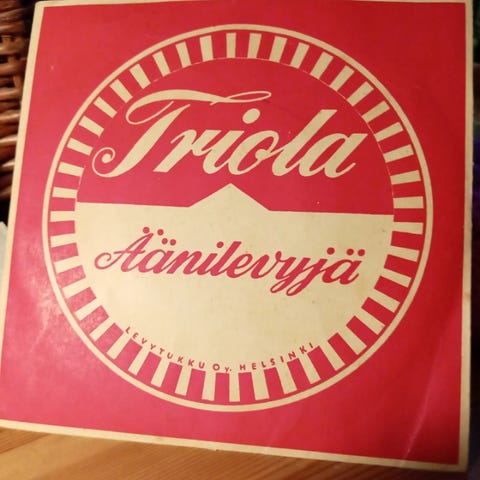 Triola
Äänilevyjä
LEVYTUKKU OY. HELSINKI